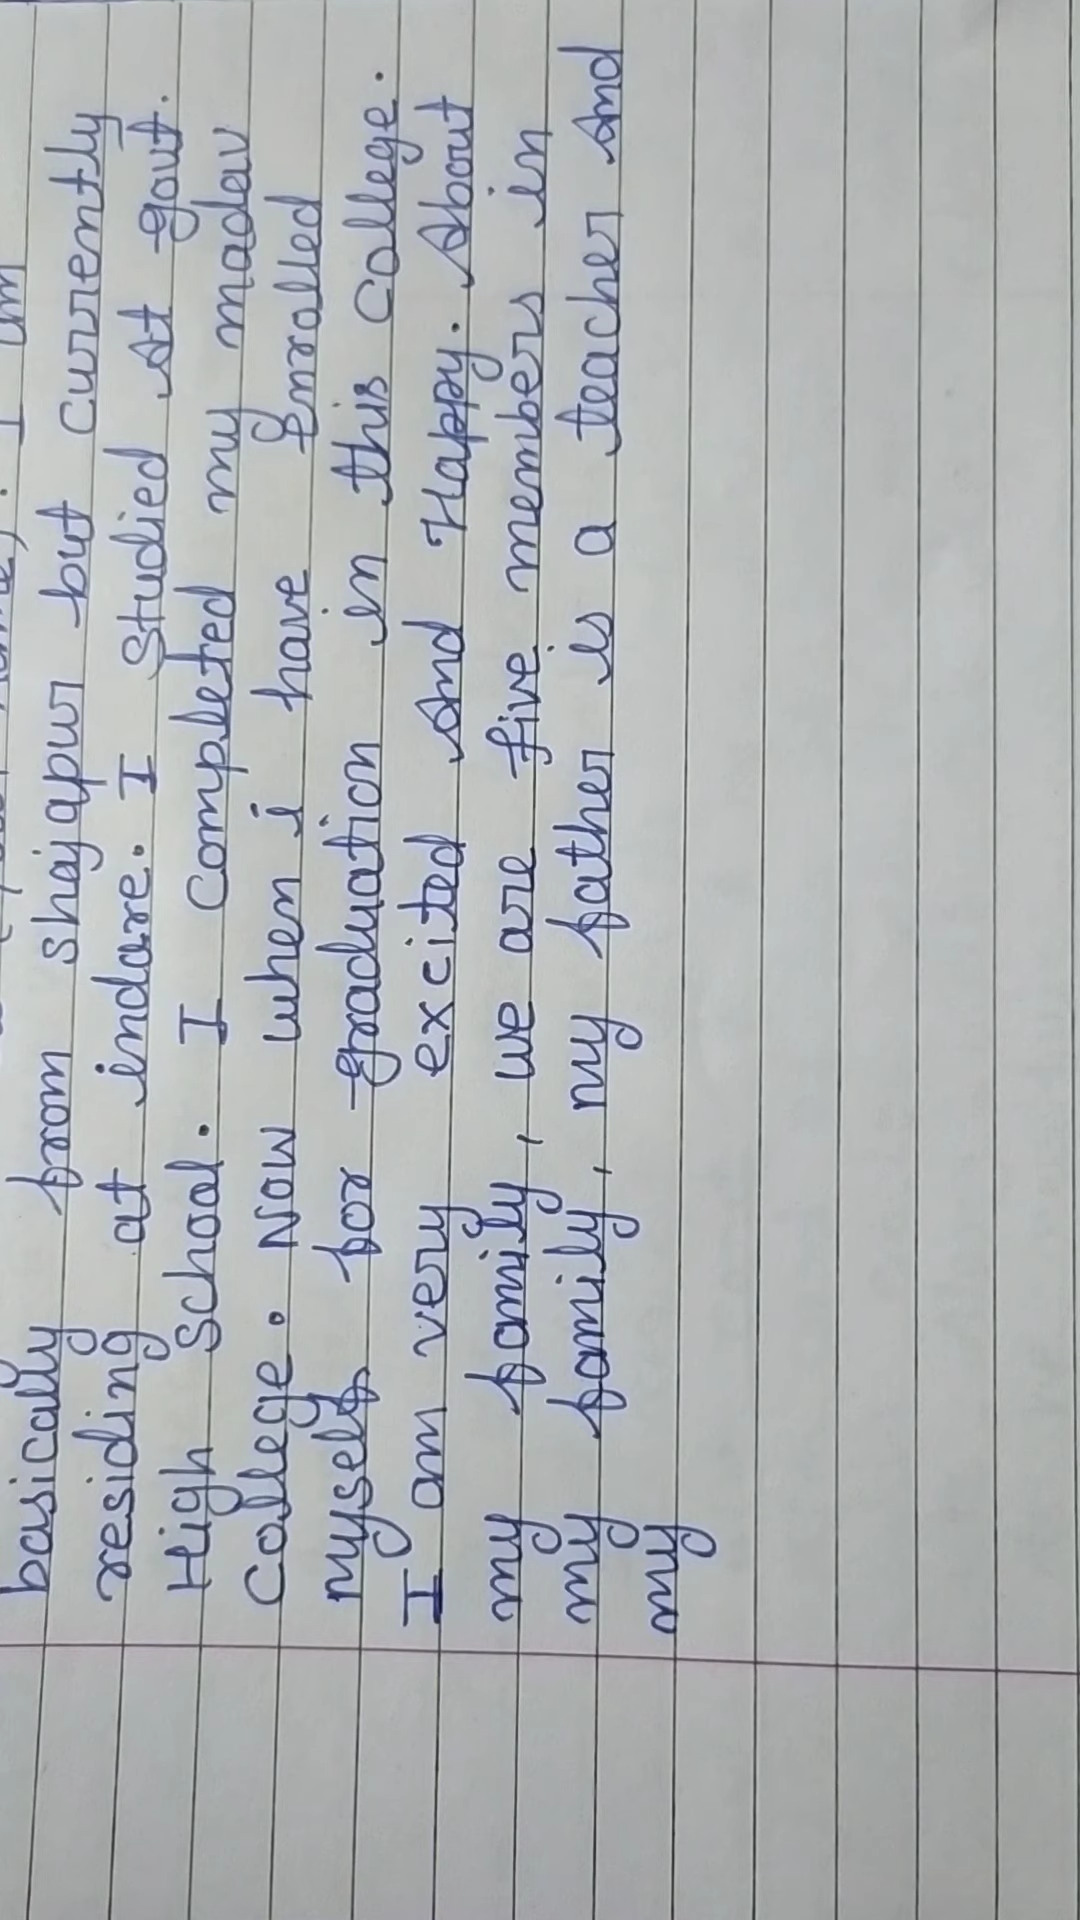 basically from shajapur but currently
residing at indore. I studied At govt.
High School. I completed my madav
College. Now when i have Enrolled
myself for graduation in this college.
I am very excited And Happy. About
my family, we are five members in
my family, my father is a teacher And
my